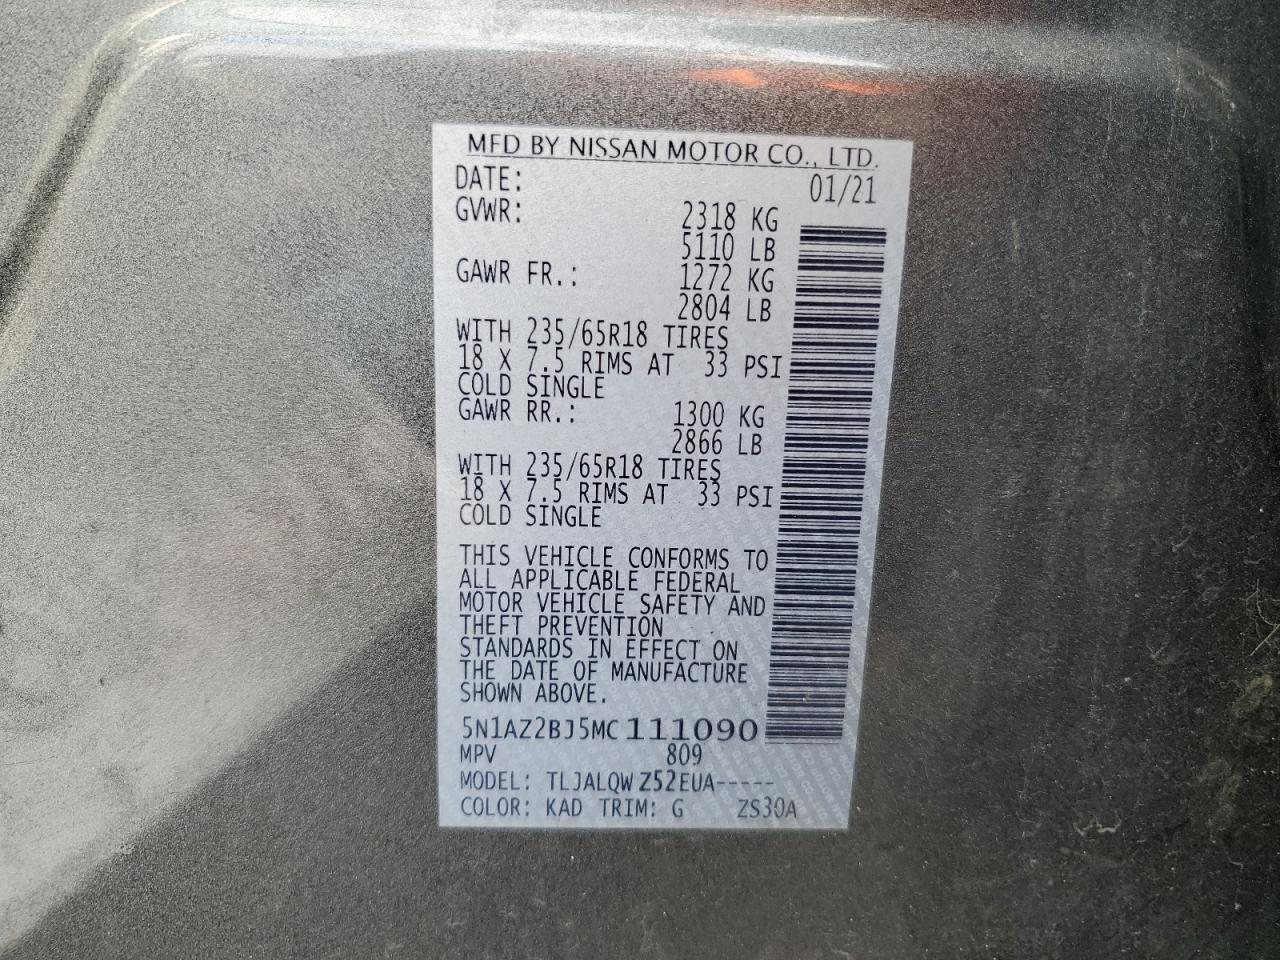 MFD BY NISSAN MOTOR CO., LTD.
DATE: 01/21
GVWR: 2318 KG
5110 LB
GAWR FR.: 1272 KG
2804 LB
WITH 235/65R18 TIRES
18 X 7.5 RIMS AT 33 PSI
COLD SINGLE
GAWR RR.: 1300 KG
2866 LB
WITH 235/65R18 TIRES
18 X 7.5 RIMS AT 33 PSI
COLD SINGLE
THIS VEHICLE CONFORMS TO
ALL APPLICABLE FEDERAL
MOTOR VEHICLE SAFETY AND
THEFT PREVENTION
STANDARDS IN EFFECT ON
THE DATE OF MANUFACTURE
SHOWN ABOVE.
5N1AZ2BJ5MC111090
MPV 809
MODEL: TLJALQW Z52EUA-----
COLOR: KAD TRIM: G ZS30A